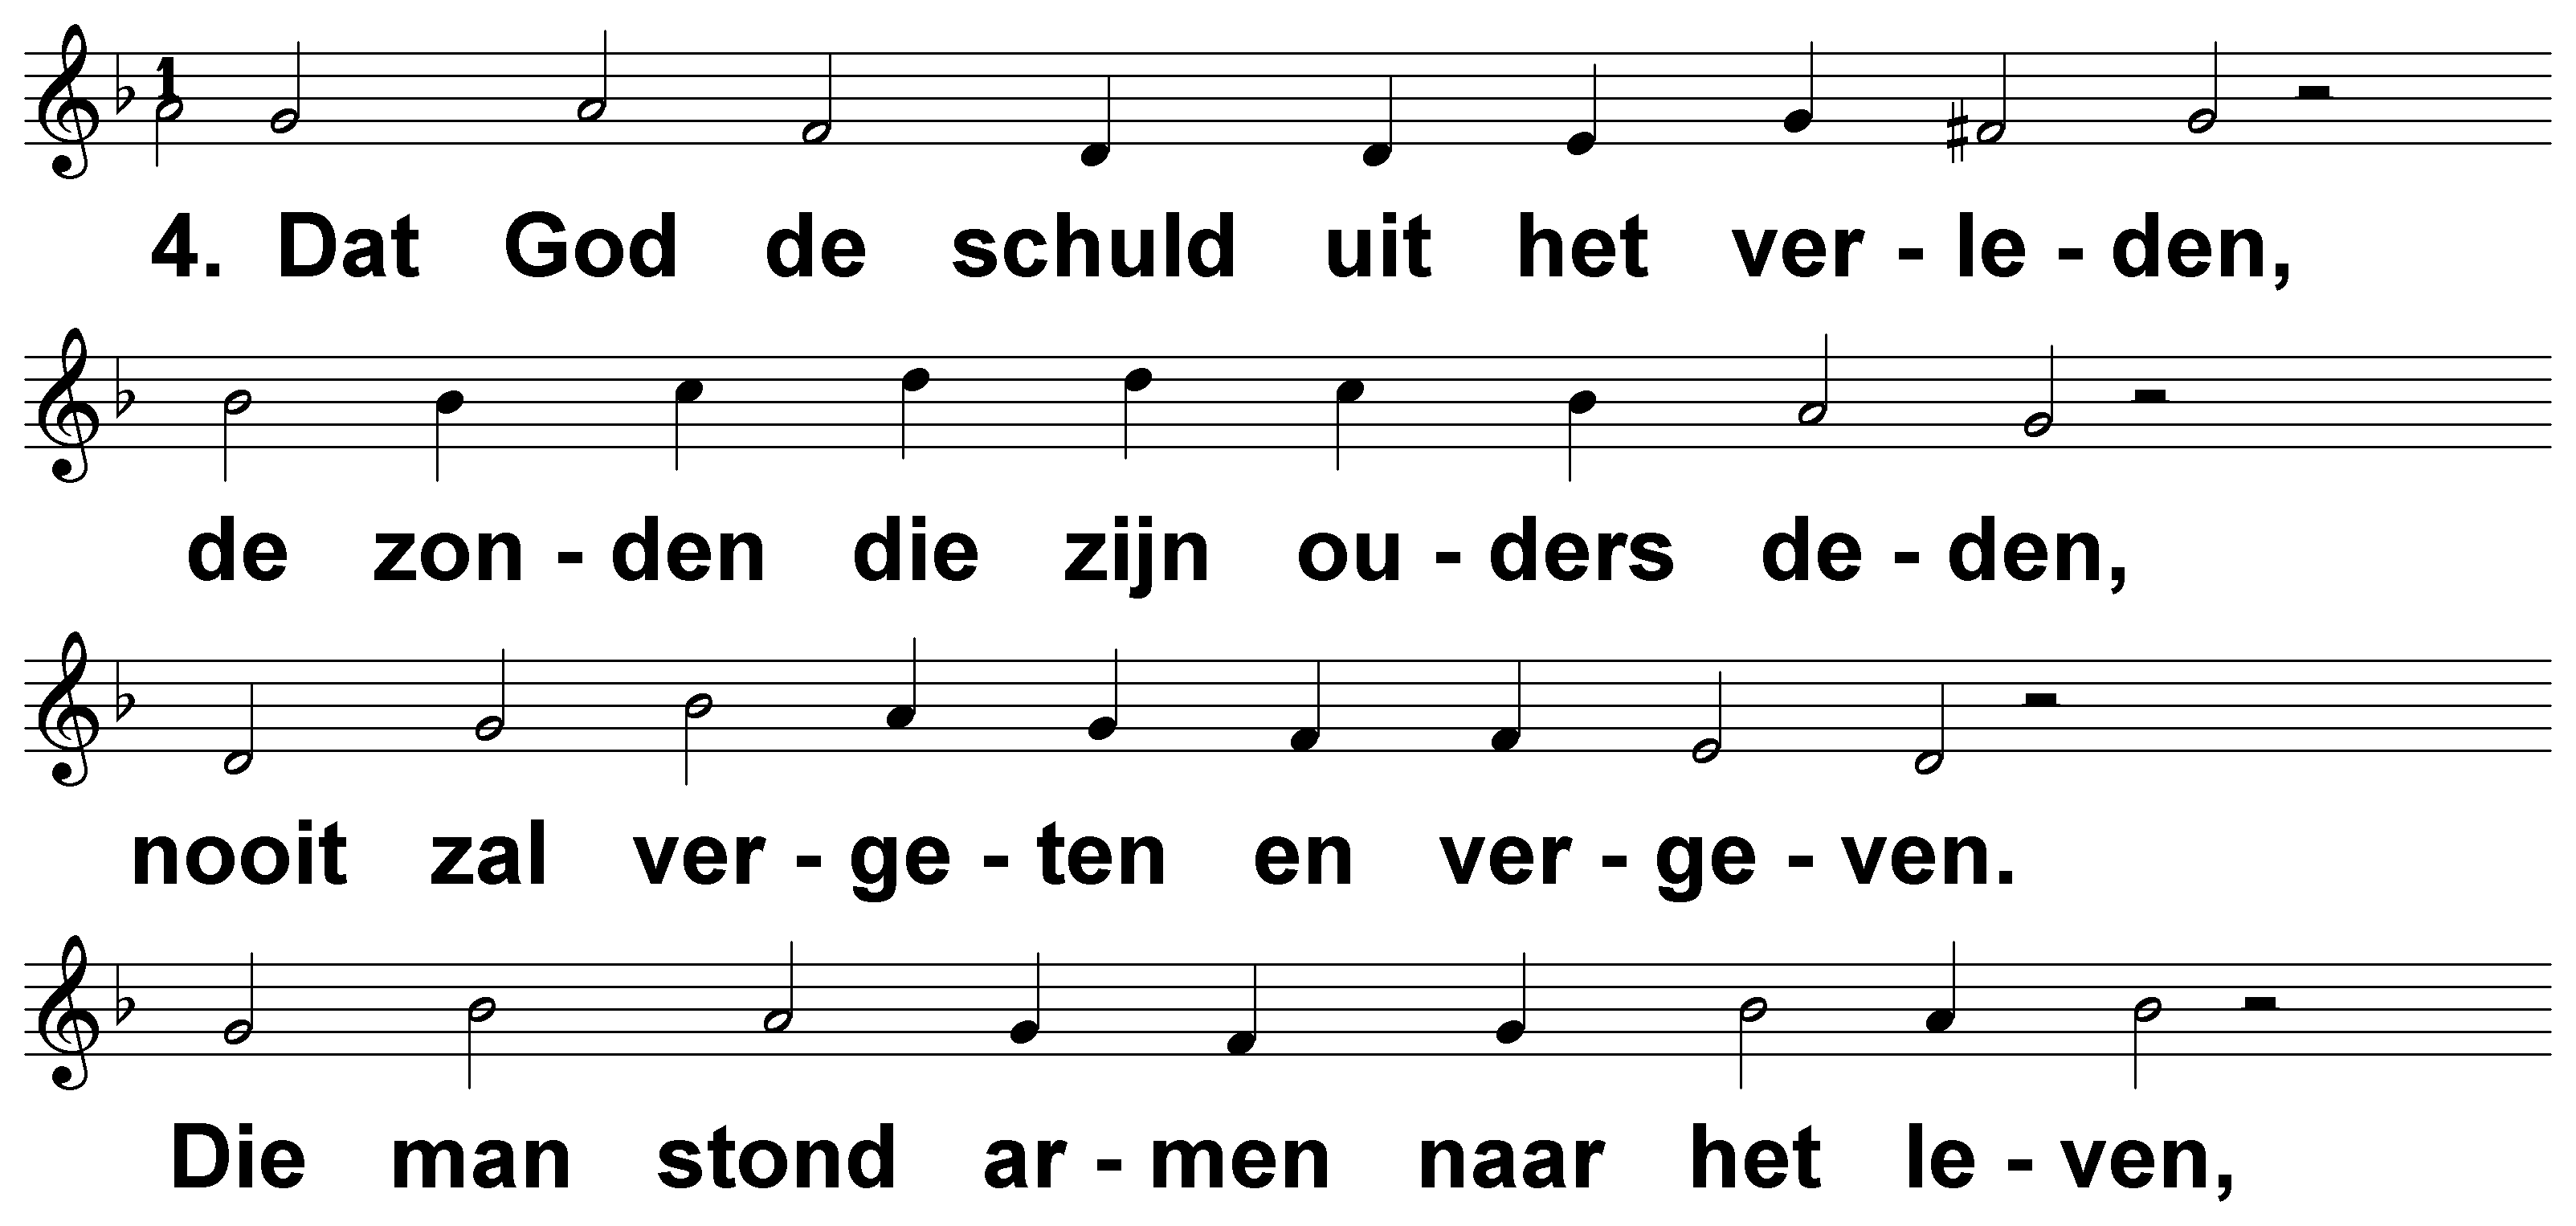 1
4. Dat God de schuld uit het ver - le - den,
de zon - den die zijn ou - ders de - den,
nooit zal ver - ge - ten en ver - ge - ven.
Die man stond ar - men naar het le - ven,